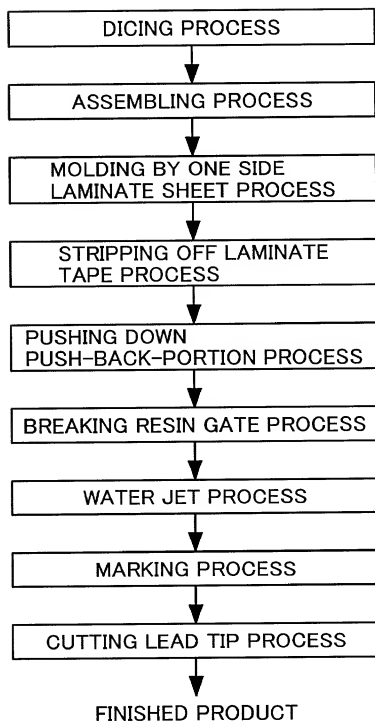 DICING PROCESS
ASSEMBLING PROCESS
MOLDING BY ONE SIDE
LAMINATE SHEET PROCESS
STRIPPING OFF LAMINATE
TAPE PROCESS
PUSHING DOWN
PUSH-BACK-PORTION PROCESS
BREAKING RESIN GATE PROCESS
WATER JET PROCESS
MARKING PROCESS
CUTTING LEAD TIP PROCESS
FINISHED PRODUCT